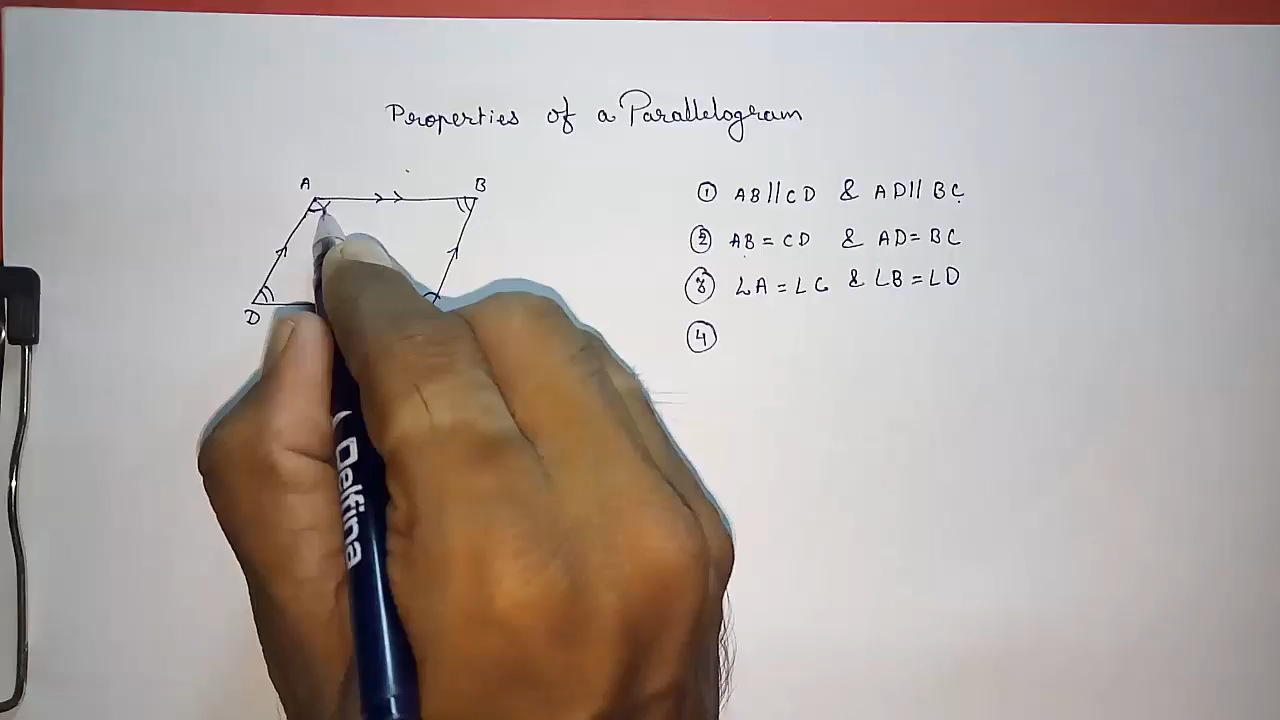 Properties of a Parallelogram
A B
D
① AB//CD & AD//BC
② AB = CD & AD = BC
③ ∠A = ∠C & ∠B = ∠D
④
Delfina